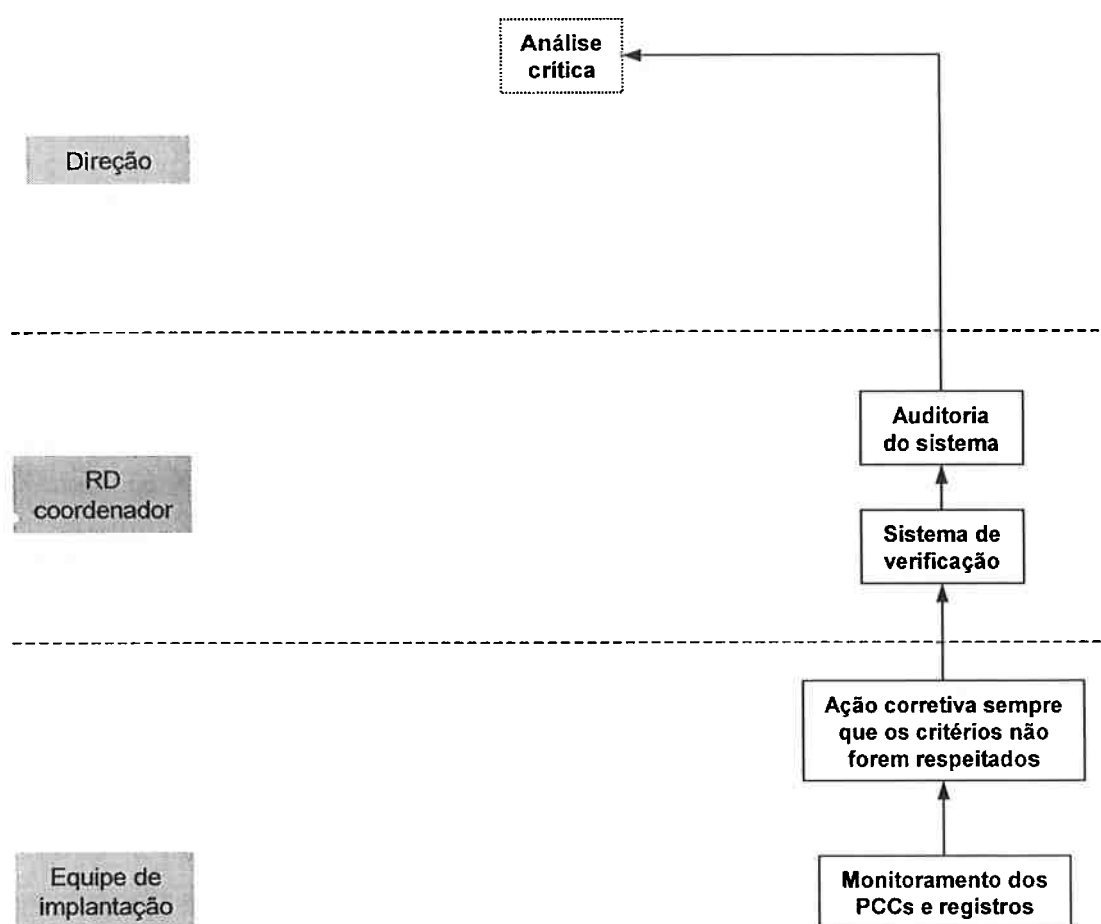 Análise
crítica
Direção
Auditoria
do sistema
RD
coordenador
Sistema de
verificação
Ação corretiva sempre
que os critérios não
forem respeitados
Equipe de
implantação
Monitoramento dos
PCCs e registros